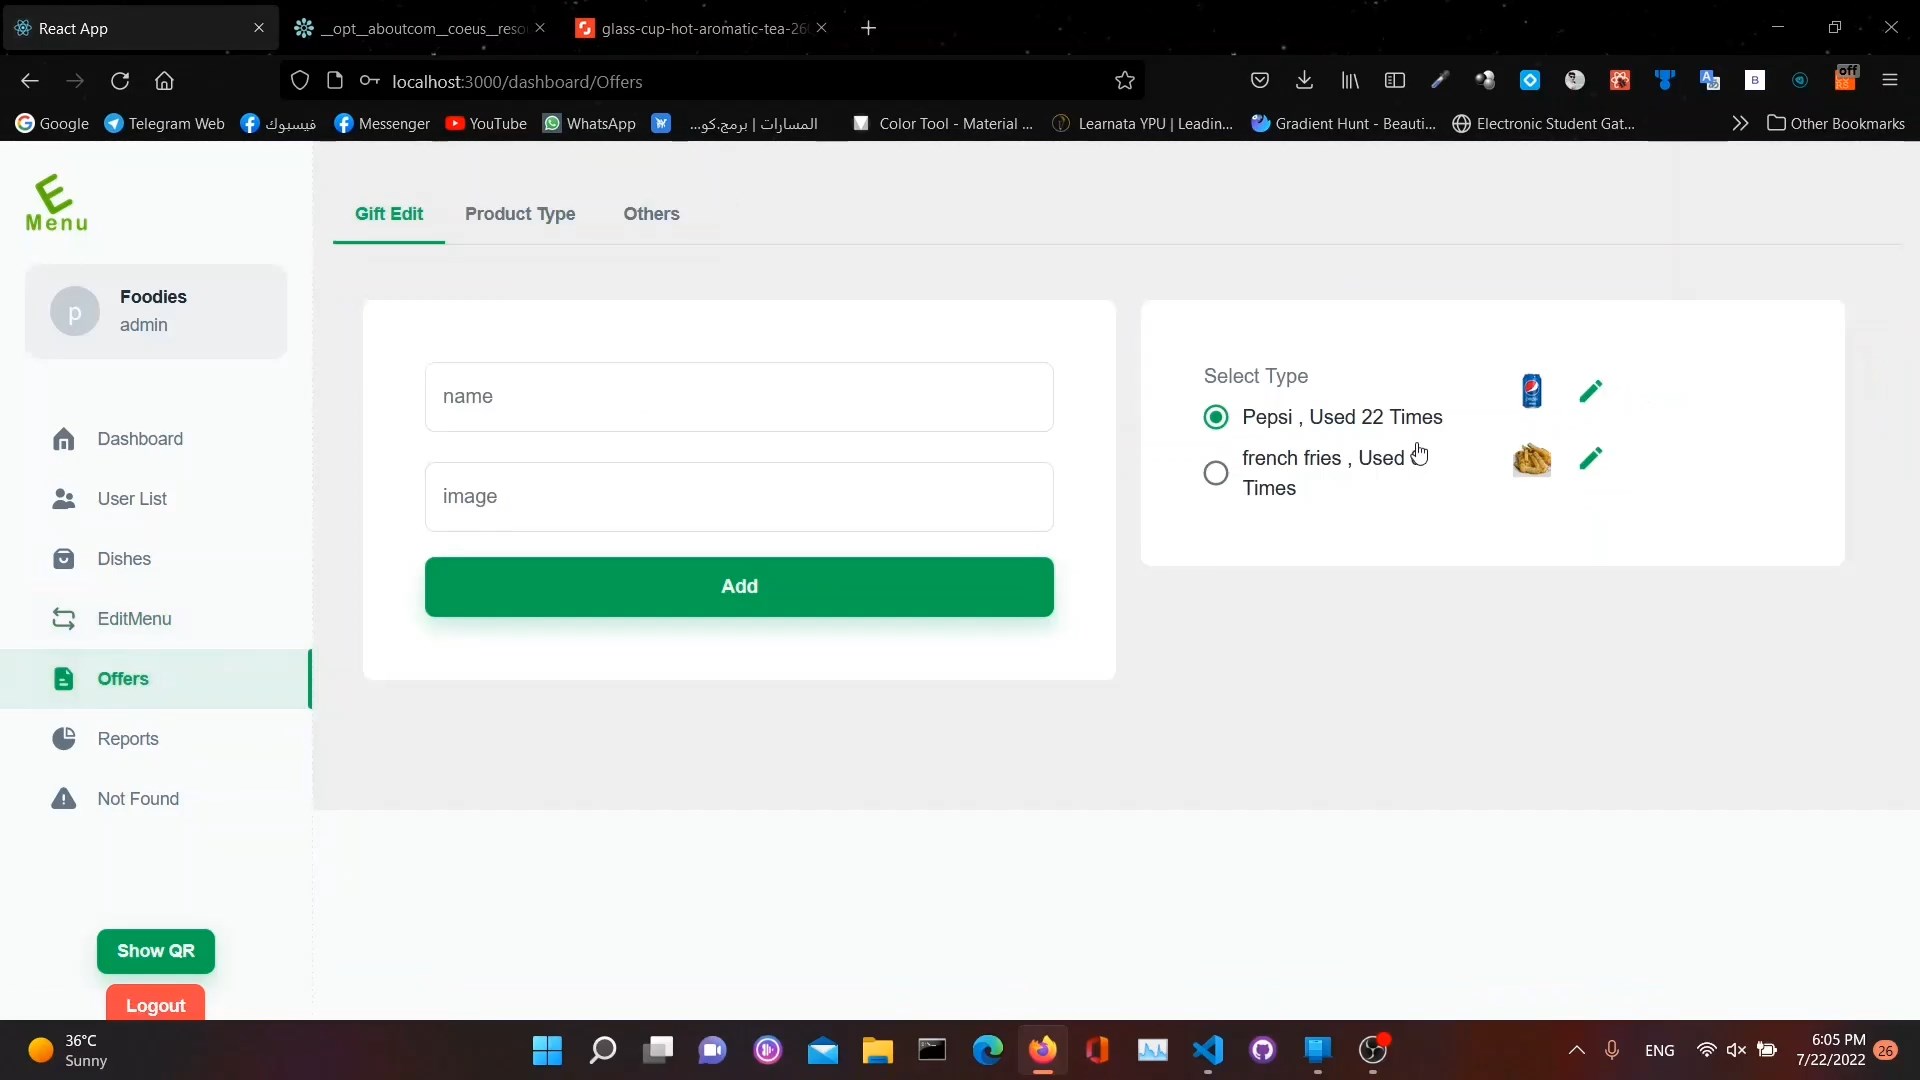 React App
__opt__aboutcom__coeus__reso
glass-cup-hot-aromatic-tea-26
localhost:3000/dashboard/Offers
off
Google
Telegram Web
فيسبوك
Messenger
YouTube
WhatsApp
المسارات | برمج.كو...
Color Tool - Material ...
Learnata YPU | Leadin...
Gradient Hunt - Beauti...
Electronic Student Gat...
Other Bookmarks
E
Menu
p
Foodies
admin
Dashboard
User List
Dishes
EditMenu
Offers
Reports
Not Found
Show QR
Logout
Gift Edit
Product Type
Others
name
image
Add
Select Type
Pepsi , Used 22 Times
french fries , Used
Times
36°C
Sunny
ENG
6:05 PM
7/22/2022
26